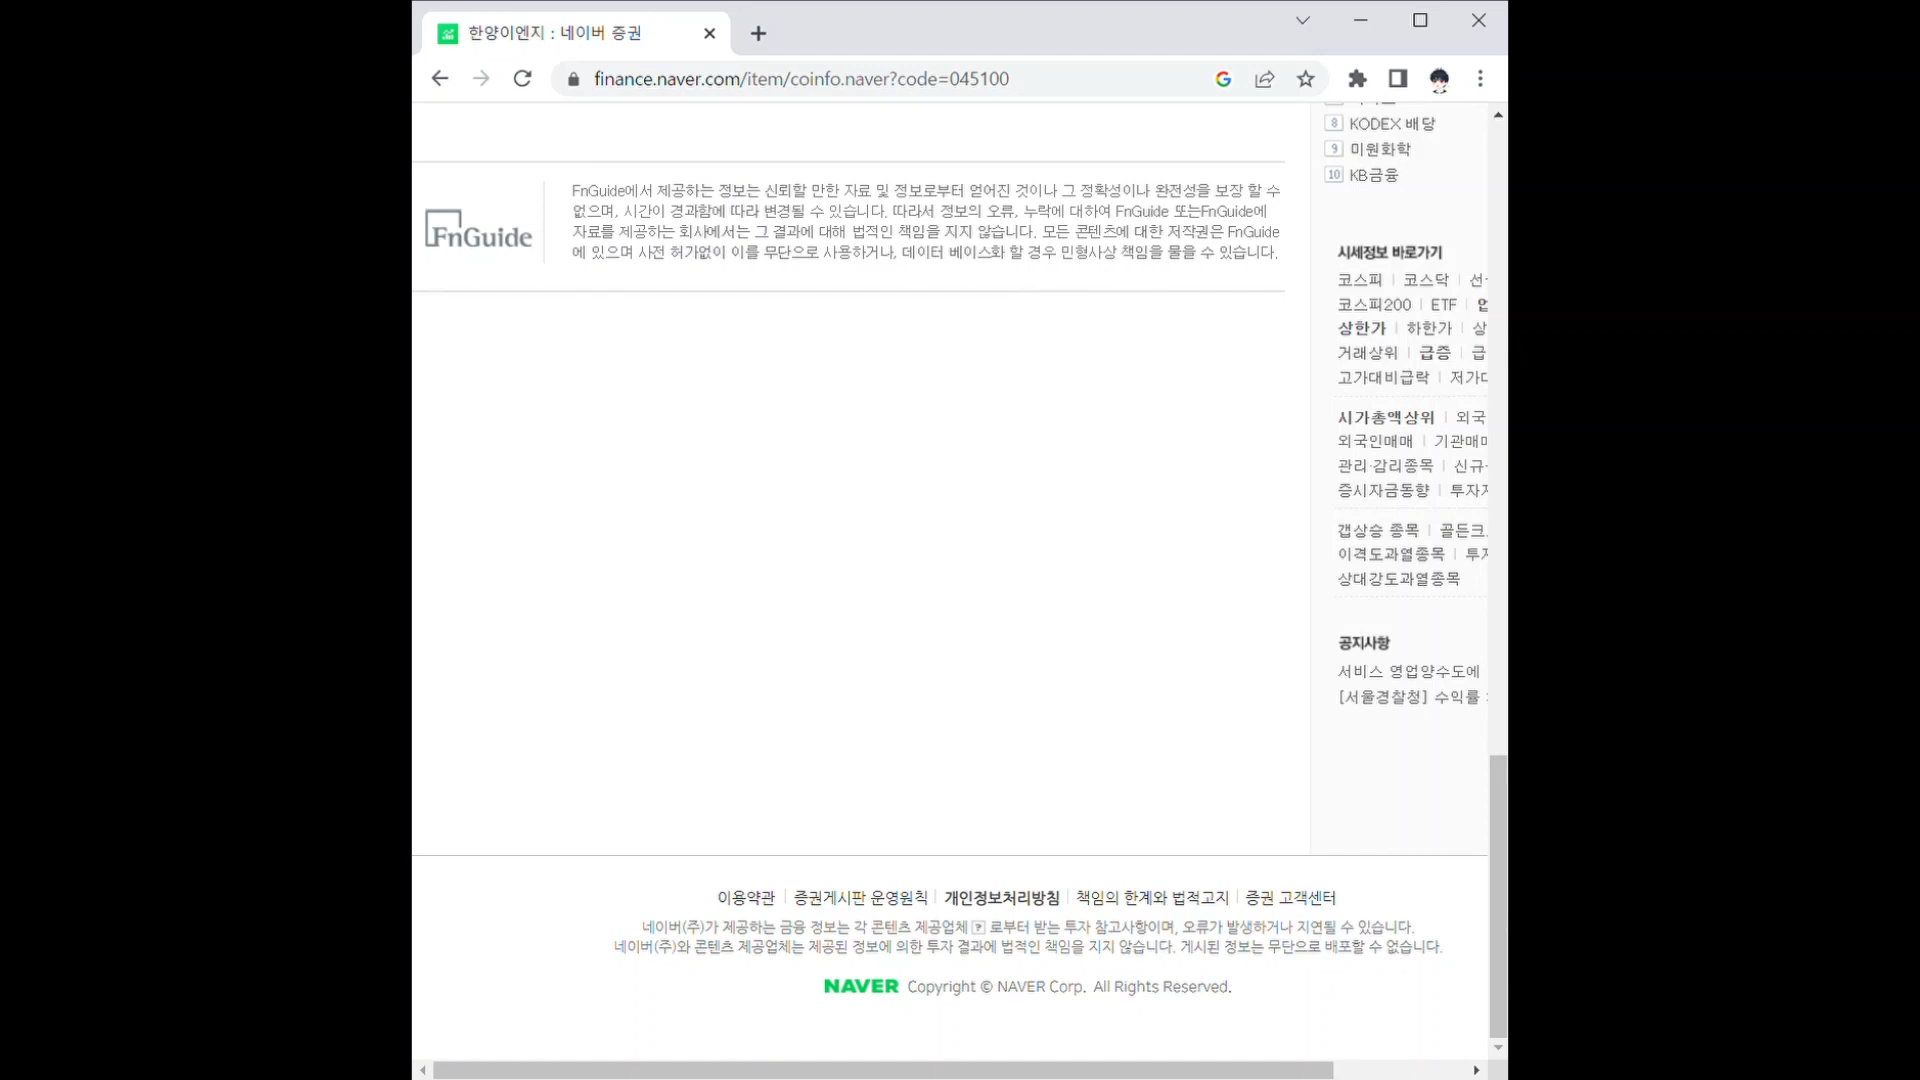 한양이엔지 : 네이버 증권
finance.naver.com/item/coinfo.naver?code=045100
8 KODEX 배당
9 미원화학
10 KB금융
FnGuide
FnGuide에서 제공하는 정보는 신뢰할 만한 자료 및 정보로부터 얻어진 것이나 그 정확성이나 완전성을 보장 할 수
없으며, 시간이 경과함에 따라 변경될 수 있습니다. 따라서 정보의 오류, 누락에 대하여 FnGuide 또는FnGuide에
자료를 제공하는 회사에서는 그 결과에 대해 법적인 책임을 지지 않습니다. 모든 콘텐츠에 대한 저작권은 FnGuide
에 있으며 사전 허가없이 이를 무단으로 사용하거나, 데이터 베이스화 할 경우 민형사상 책임을 물을 수 있습니다.
시세정보 바로가기
코스피 | 코스닥 | 선
코스피200 | ETF |
상한가 | 하한가 | 상
거래상위 | 급증 | 급
고가대비급락 | 저가
시가총액상위 | 외국
외국인매매 | 기관매
관리·감리종목 | 신규
증시자금동향 | 투자
갭상승 종목 | 골든크
이격도과열종목 | 투
상대강도과열종목
공지사항
서비스 영업양수도에
[서울경찰청] 수익률
이용약관 | 증권게시판 운영원칙 | 개인정보처리방침 | 책임의 한계와 법적고지 | 증권 고객센터
네이버(주)가 제공하는 금융 정보는 각 콘텐츠 제공업체 ? 로부터 받는 투자 참고사항이며, 오류가 발생하거나 지연될 수 있습니다.
네이버(주)와 콘텐츠 제공업체는 제공된 정보에 의한 투자 결과에 법적인 책임을 지지 않습니다. 게시된 정보는 무단으로 배포할 수 없습니다.
NAVER Copyright © NAVER Corp. All Rights Reserved.